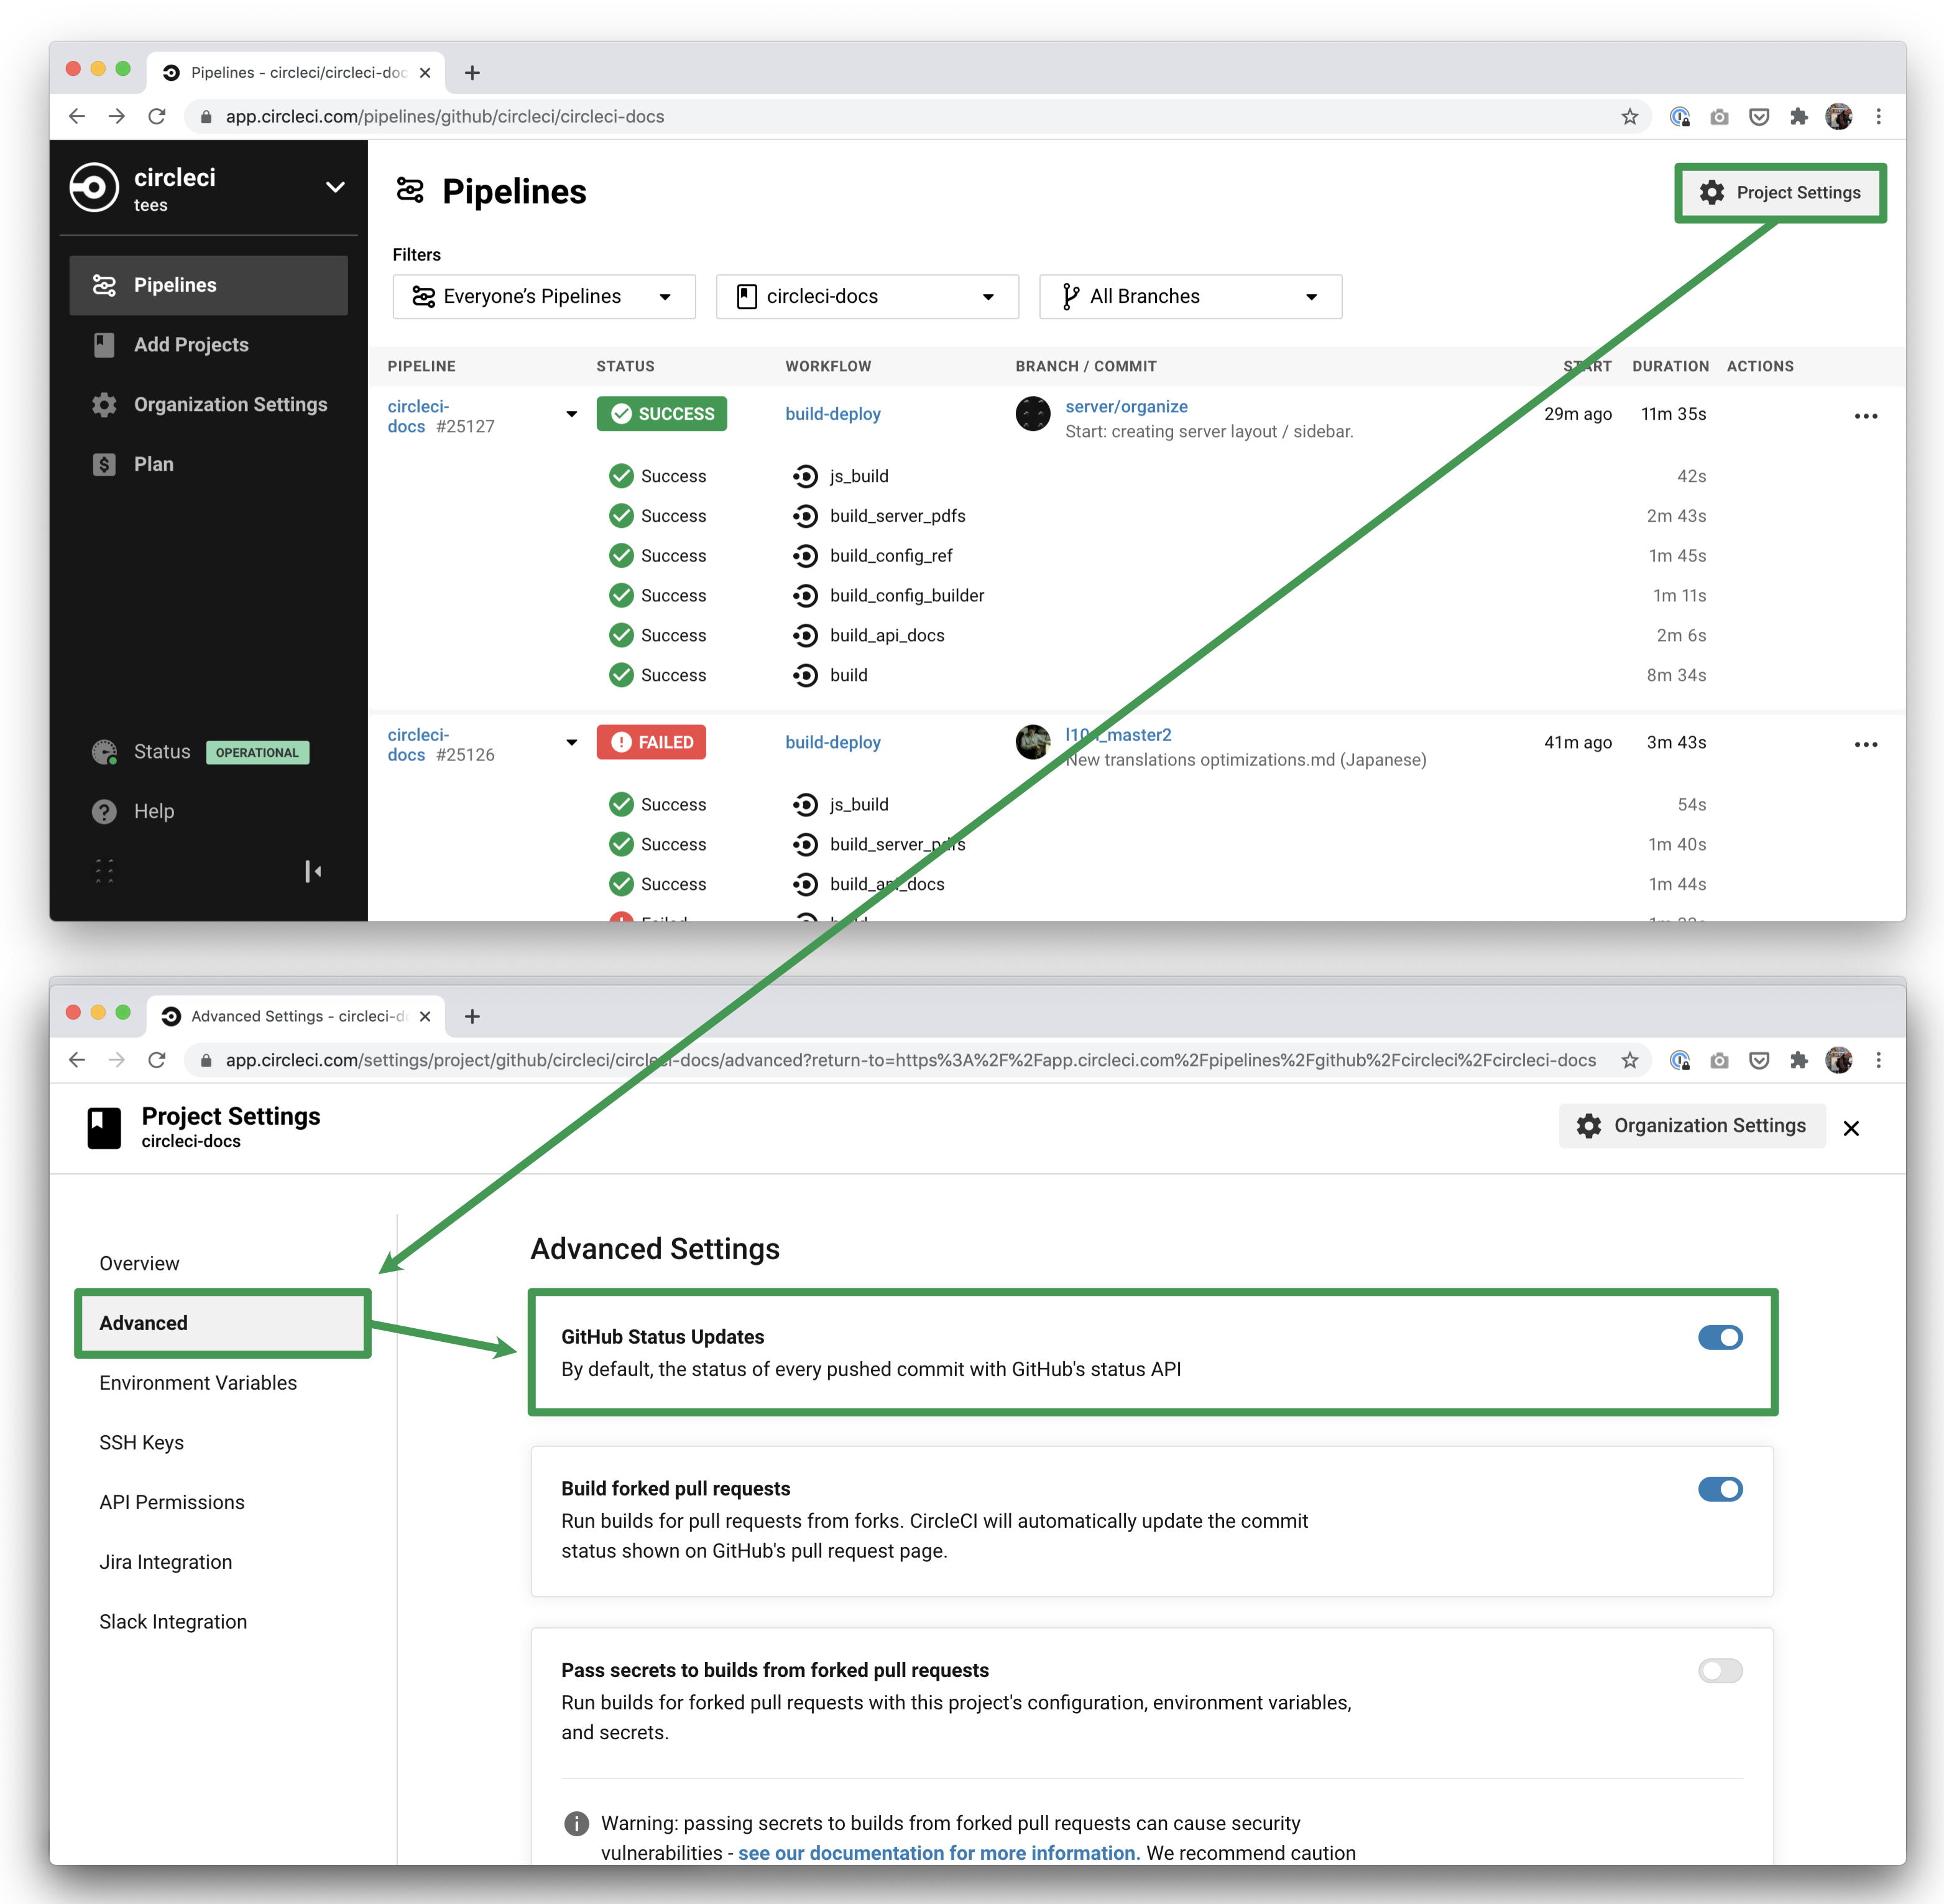 Pipelines - circleci/circleci-doc
app.circleci.com/pipelines/github/circleci/circleci-docs
circleci
tees
Pipelines
Add Projects
Organization Settings
Plan
Status OPERATIONAL
Help
Pipelines
Project Settings
Filters
Everyone’s Pipelines circleci-docs All Branches
PIPELINE STATUS WORKFLOW BRANCH / COMMIT START DURATION ACTIONS
circleci-
docs #25127 SUCCESS build-deploy server/organize 29m ago 11m 35s
Start: creating server layout / sidebar.
Success js_build 42s
Success build_server_pdfs 2m 43s
Success build_config_ref 1m 45s
Success build_config_builder 1m 11s
Success build_api_docs 2m 6s
Success build 8m 34s
circleci-
docs #25126 FAILED build-deploy 41m ago 3m 43s
New translations optimizations.md (Japanese)
Success js_build 54s
Success build_server_pdfs 1m 40s
Success build_api_docs 1m 44s
Failed build
Advanced Settings - circleci-d
app.circleci.com/settings/project/github/circleci/circleci-docs/advanced?return-to=https%3A%2F%2Fapp.circleci.com%2Fpipelines%2Fgithub%2Fcircleci%2Fcircleci-docs
Project Settings
circleci-docs
Organization Settings
Overview
Advanced
Environment Variables
SSH Keys
API Permissions
Jira Integration
Slack Integration
Advanced Settings
GitHub Status Updates
By default, the status of every pushed commit with GitHub's status API
Build forked pull requests
Run builds for pull requests from forks. CircleCI will automatically update the commit
status shown on GitHub's pull request page.
Pass secrets to builds from forked pull requests
Run builds for forked pull requests with this project's configuration, environment variables,
and secrets.
Warning: passing secrets to builds from forked pull requests can cause security
vulnerabilities - see our documentation for more information. We recommend caution